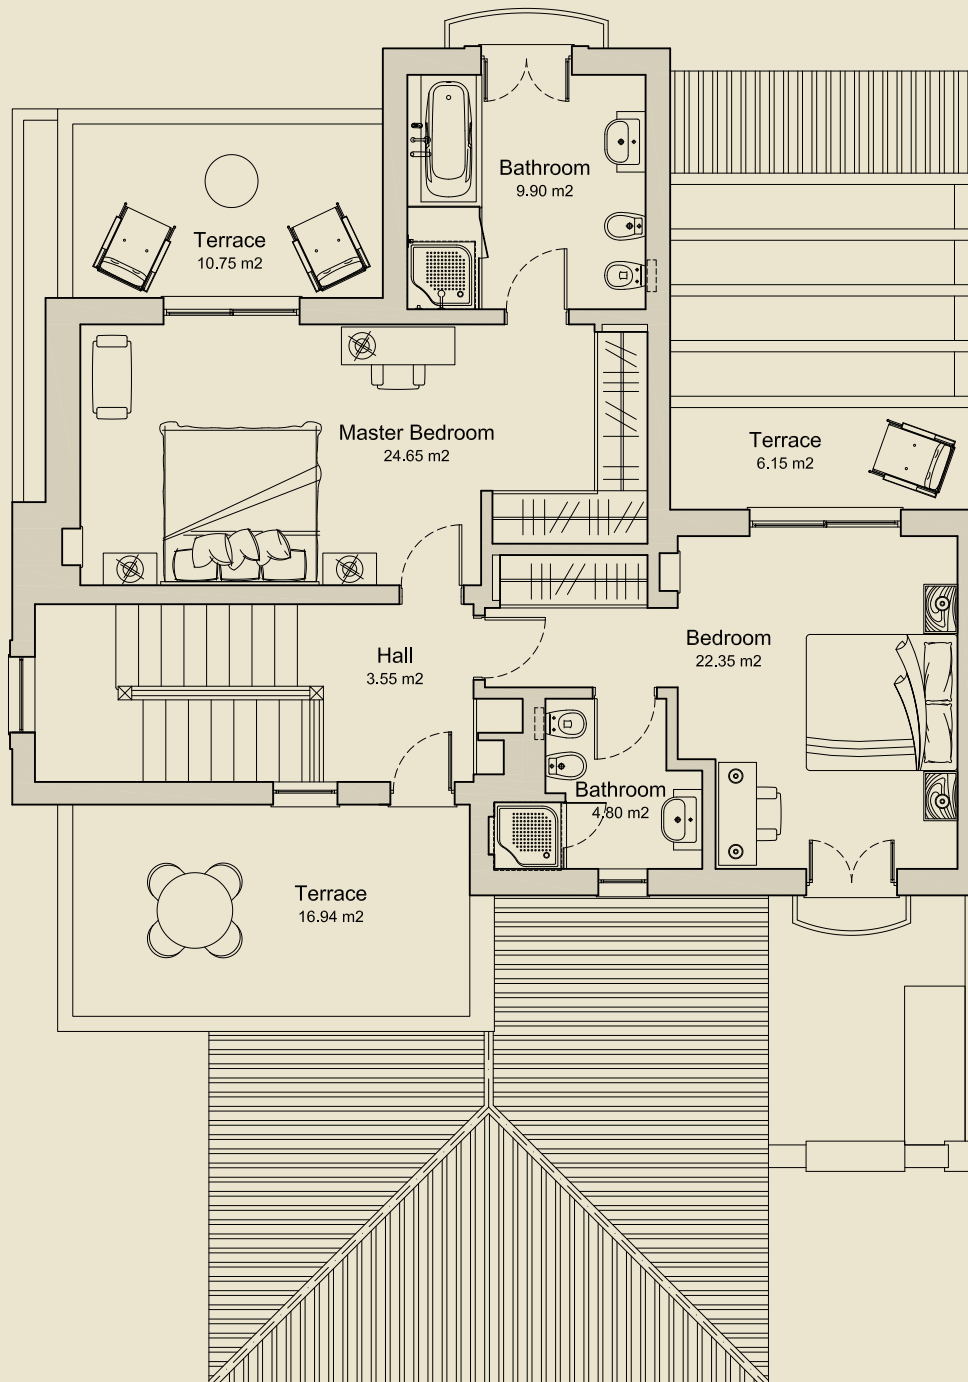 Bathroom
9.90 m2
Terrace
10.75 m2
Master Bedroom
24.65 m2
Terrace
6.15 m2
Hall
3.55 m2
Bedroom
22.35 m2
Bathroom
4.80 m2
Terrace
16.94 m2